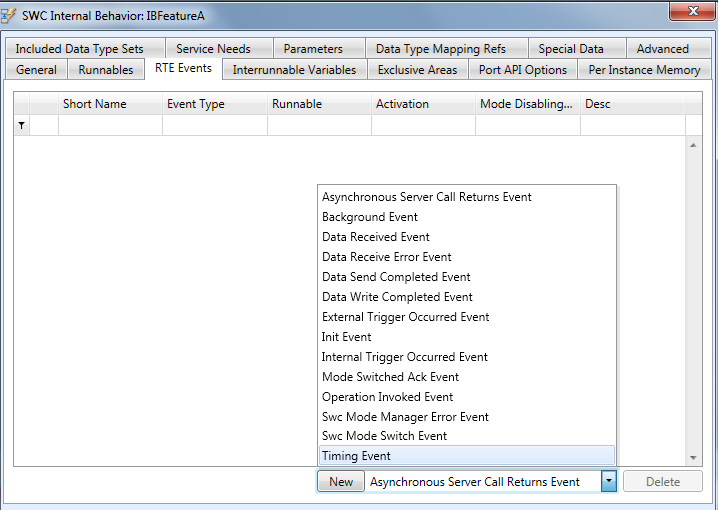 SWC Internal Behavior: IBFeatureA
Included Data Type Sets Service Needs Parameters Data Type Mapping Refs Special Data Advanced
General Runnables RTE Events Interrunnable Variables Exclusive Areas Port API Options Per Instance Memory
Short Name Event Type Runnable Activation Mode Disabling... Desc
Asynchronous Server Call Returns Event
Background Event
Data Received Event
Data Receive Error Event
Data Send Completed Event
Data Write Completed Event
External Trigger Occurred Event
Init Event
Internal Trigger Occurred Event
Mode Switched Ack Event
Operation Invoked Event
Swc Mode Manager Error Event
Swc Mode Switch Event
Timing Event
New Asynchronous Server Call Returns Event Delete